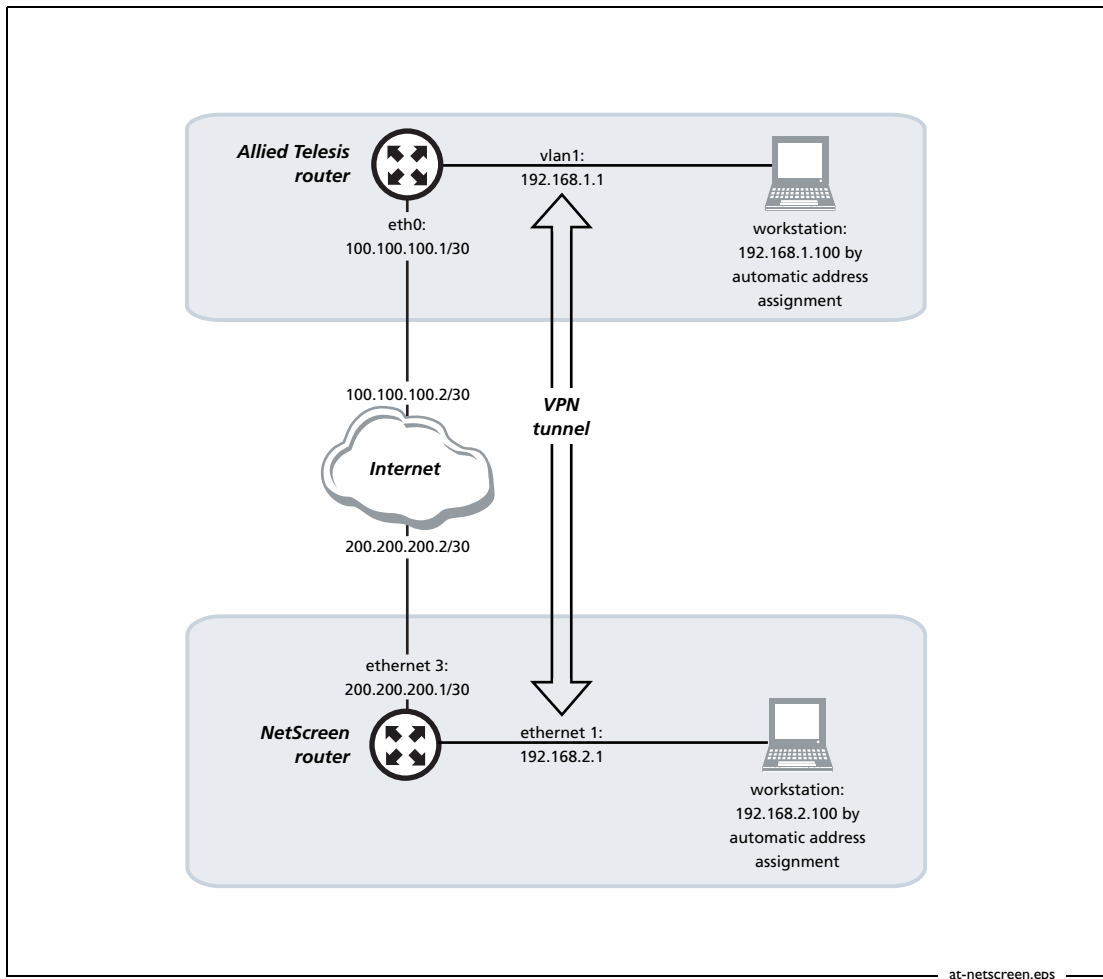 Allied Telesis
router
vlan1:
192.168.1.1
eth0:
100.100.100.1/30
workstation:
192.168.1.100 by
automatic address
assignment
100.100.100.2/30
VPN
tunnel
Internet
200.200.200.2/30
ethernet 3:
200.200.200.1/30
NetScreen
router
ethernet 1:
192.168.2.1
workstation:
192.168.2.100 by
automatic address
assignment
at-netscreen.eps